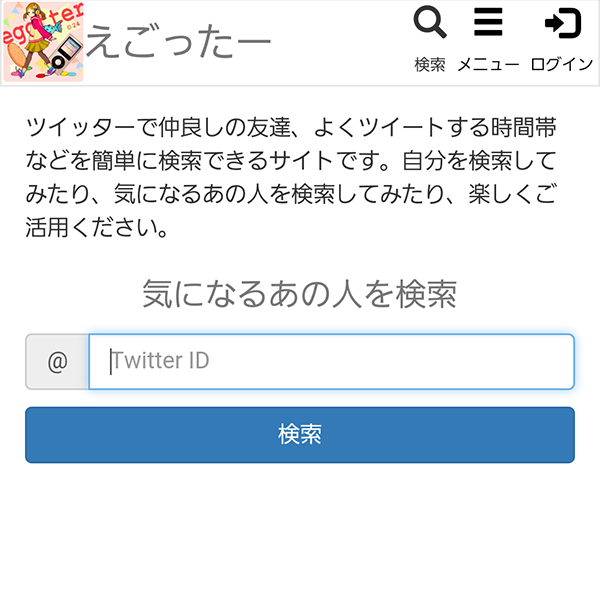 えごったー
検索 メニュー ログイン
ツイッターで仲良しの友達、よくツイートする時間帯
などを簡単に検索できるサイトです。自分を検索して
みたり、気になるあの人を検索してみたり、楽しくご
活用ください。
気になるあの人を検索
@ Twitter ID
検索